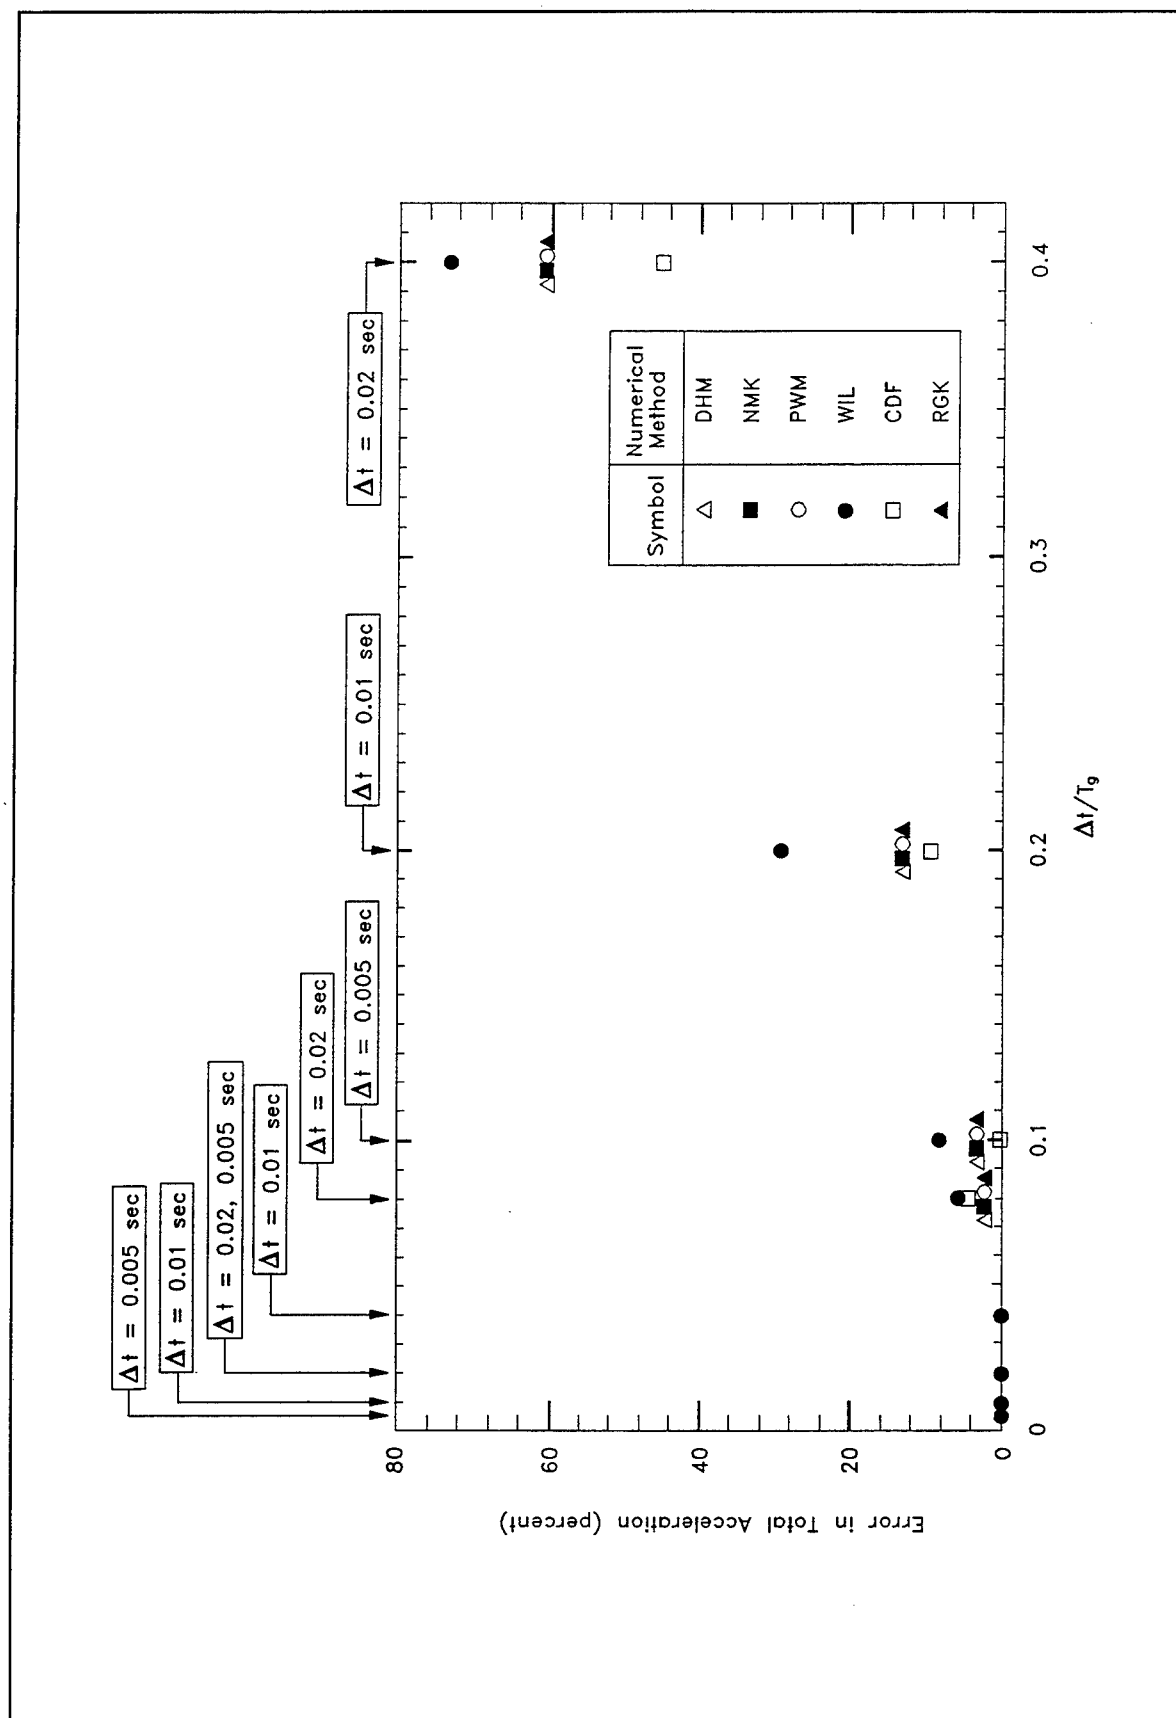 Δt = 0.005 sec
Δt = 0.01 sec
Δt = 0.02, 0.005 sec
Δt = 0.01 sec
Δt = 0.02 sec
Δt = 0.005 sec
Δt = 0.01 sec
Δt = 0.02 sec
80
60
40
20
0
Error in Total Acceleration (percent)
Symbol
Numerical
Method
DHM
NMK
PWM
WIL
CDF
RGK
0
0.1
0.2
0.3
0.4
Δt/Tg